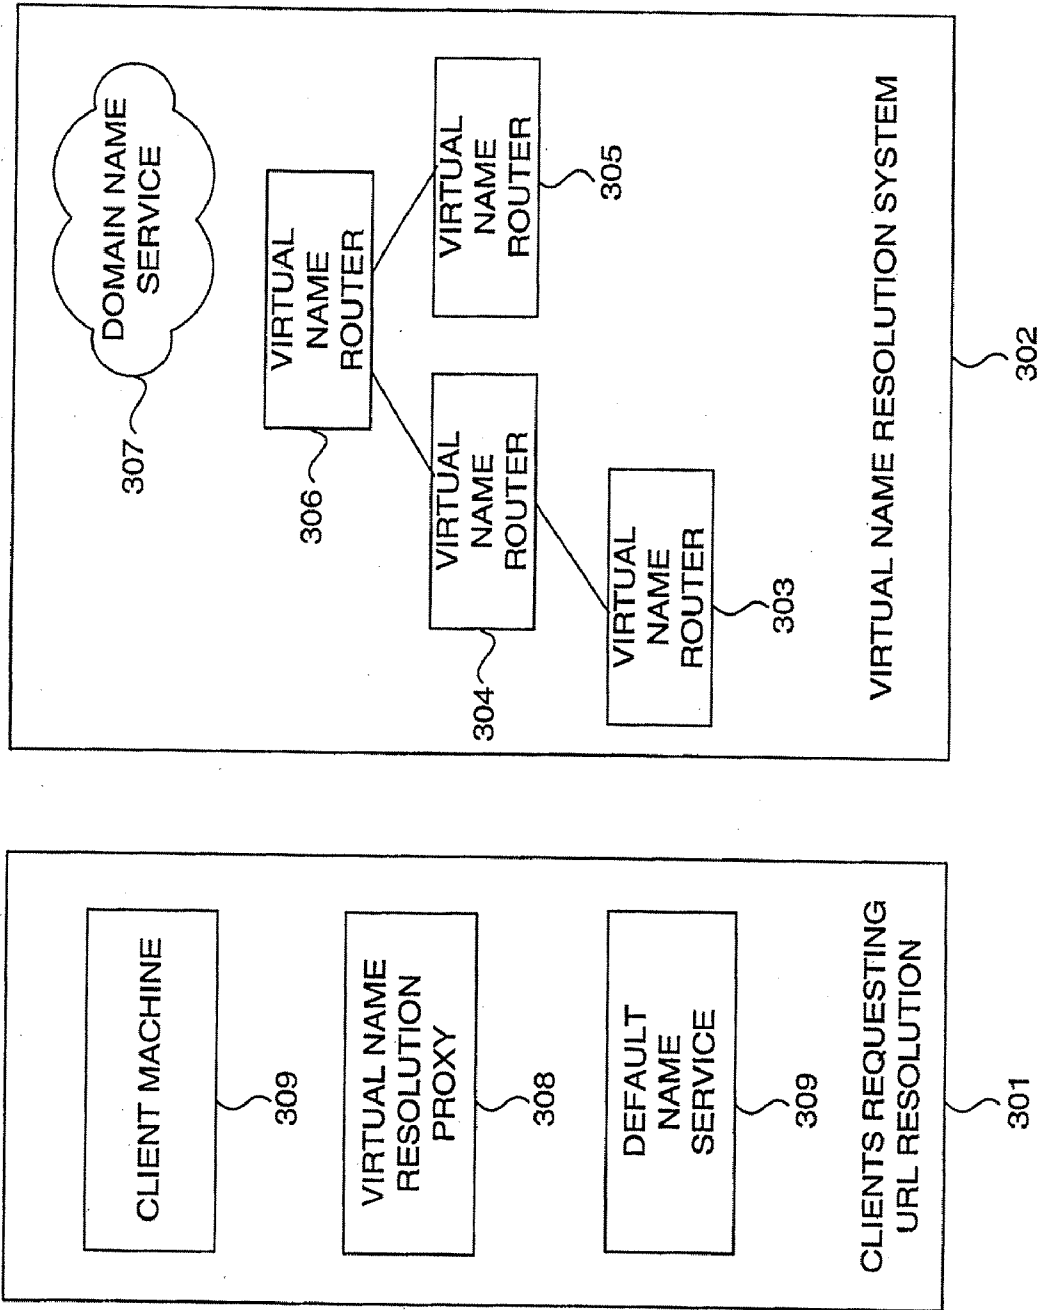 CLIENT MACHINE
309
VIRTUAL NAME
RESOLUTION
PROXY
308
DEFAULT
NAME
SERVICE
309
CLIENTS REQUESTING
URL RESOLUTION
301
DOMAIN NAME
SERVICE
307
VIRTUAL
NAME
ROUTER
306
VIRTUAL
NAME
ROUTER
304
VIRTUAL
NAME
ROUTER
305
VIRTUAL
NAME
ROUTER
303
VIRTUAL NAME RESOLUTION SYSTEM
302